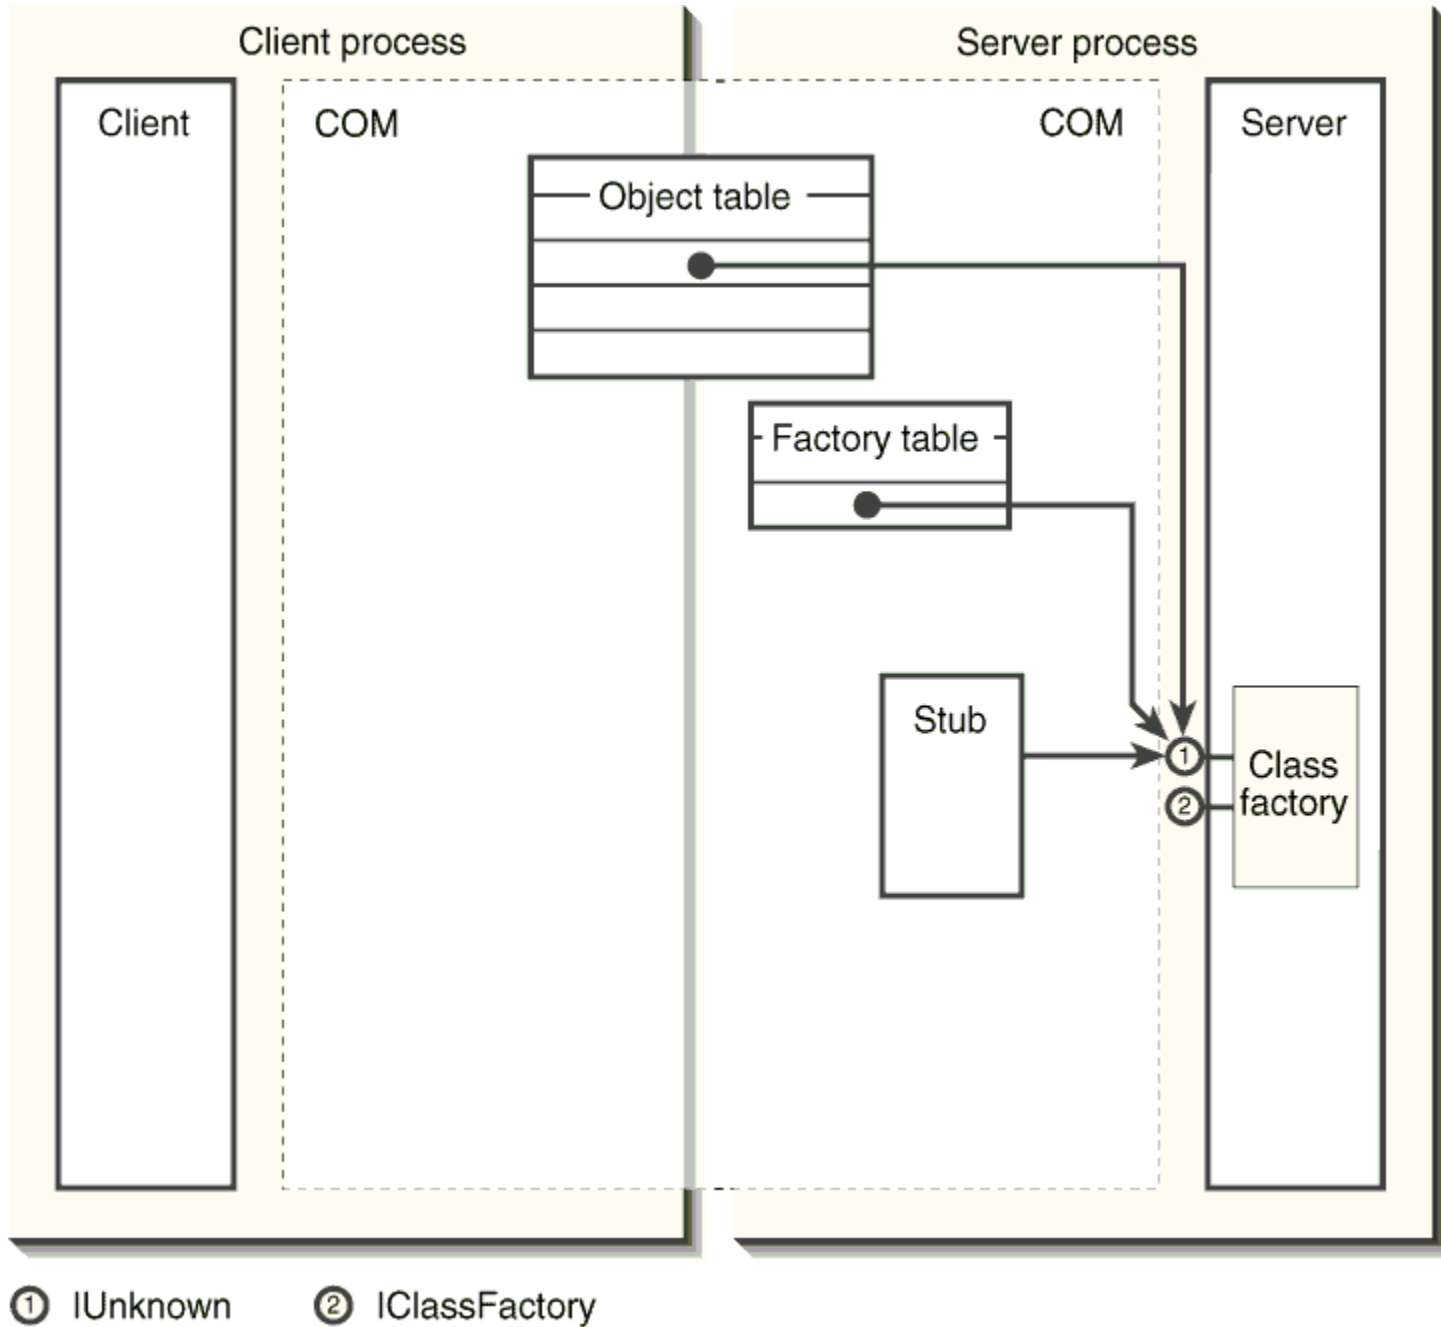 Client process
Server process
Client
COM
COM
Server
Object table
Factory table
Stub
1
Class
2
factory
1 IUnknown
2 IClassFactory